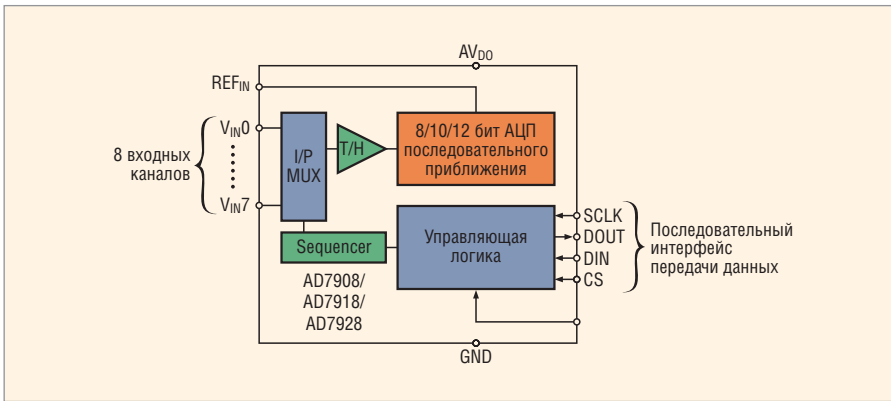 AVDO
REFIN
VIN0
8 входных
каналов
VIN7
I/P
MUX
T/H
8/10/12 бит АЦП
последовательного
приближения
Sequencer
Управляющая
логика
SCLK
DOUT
DIN
CS
Последовательный
интерфейс
передачи данных
AD7908/
AD7918/
AD7928
GND